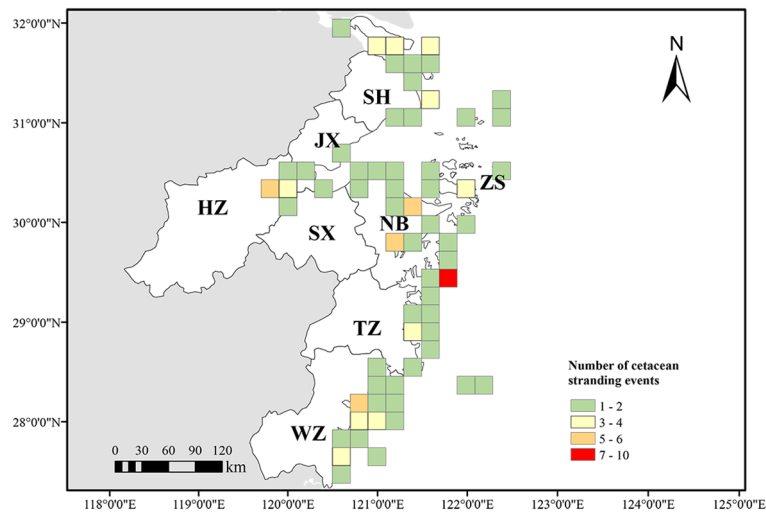 32°0'0"N
31°0'0"N
30°0'0"N
29°0'0"N
28°0'0"N
N
SH
JX
ZS
HZ
SX
NB
TZ
WZ
Number of cetacean
stranding events
1 - 2
3 - 4
5 - 6
7 - 10
0 30 60 90 120
km
118°0'0"E 119°0'0"E 120°0'0"E 121°0'0"E 122°0'0"E 123°0'0"E 124°0'0"E 125°0'0"E